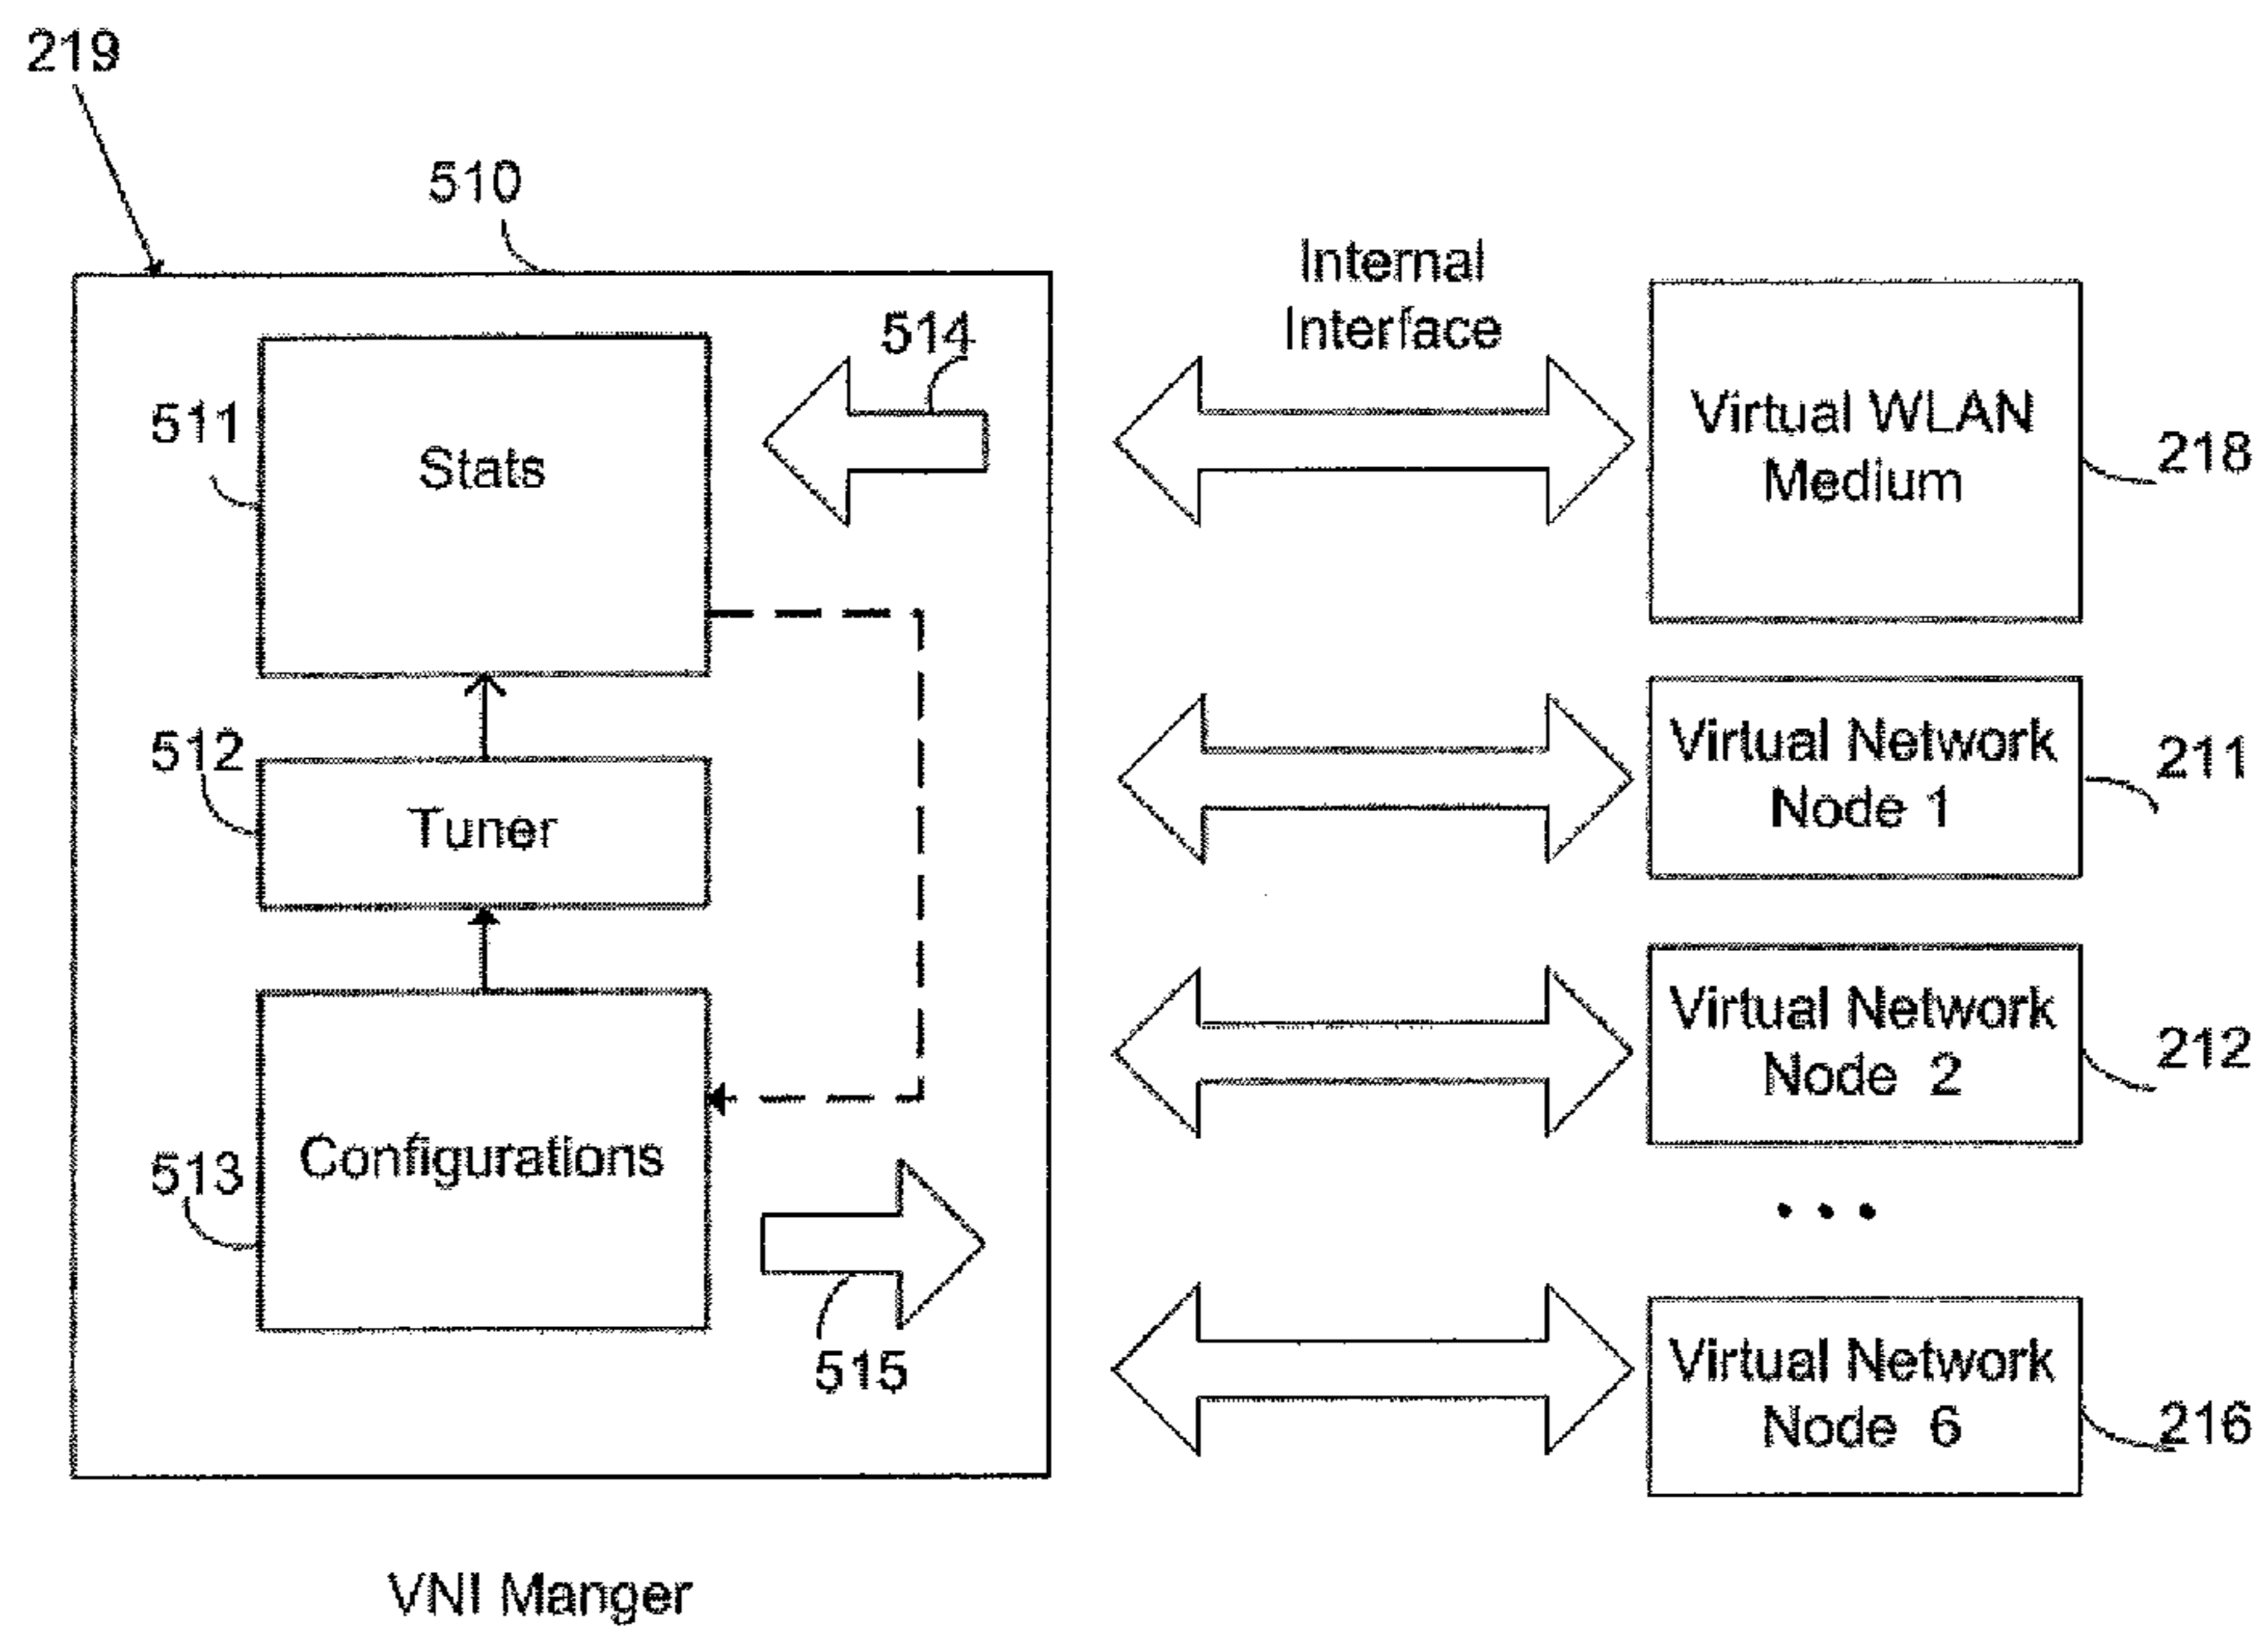 219
510
Internal
Interface
514
511
Stats
Virtual WLAN
Medium
218
512
Tuner
Virtual Network
Node 1
211
Virtual Network
Node 2
212
513
Configurations
• • •
515
Virtual Network
Node 6
216
VNI Manger